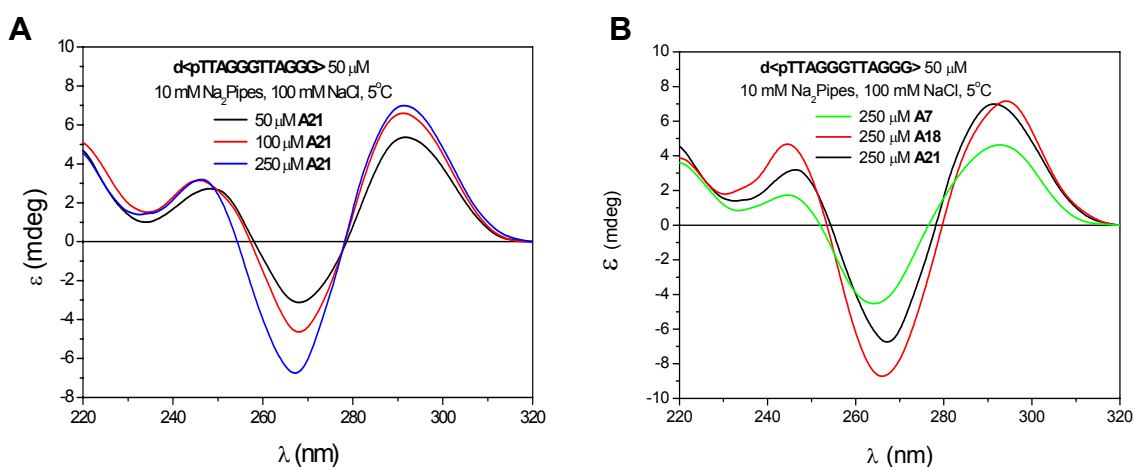 A
d<pTTAGGGTTAGGG> 50 μM
10 mM Na2Pipes, 100 mM NaCl, 5°C
50 μM A21
100 μM A21
250 μM A21
10
8
6
4
2
0
-2
-4
-6
-8
ε (mdeg)
220 240 260 280 300 320
λ (nm)
B
d<pTTAGGGTTAGGG> 50 μM
10 mM Na2Pipes, 100 mM NaCl, 5°C
250 μM A7
250 μM A18
250 μM A21
10
8
6
4
2
0
-2
-4
-6
-8
-10
ε (mdeg)
220 240 260 280 300 320
λ (nm)